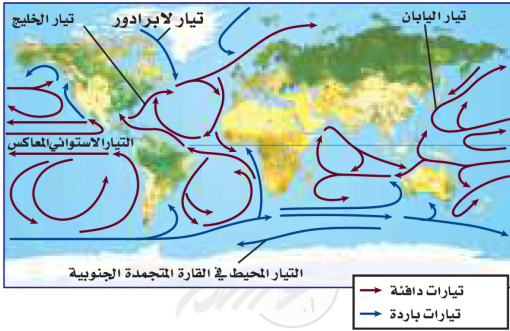 تيار لابرادور
تيار الخليج
تيار اليابان
التيار الاستوائي المعاكس
التيار المحيط في القارة المتجمدة الجنوبية
تيارات دافئة
تيارات باردة